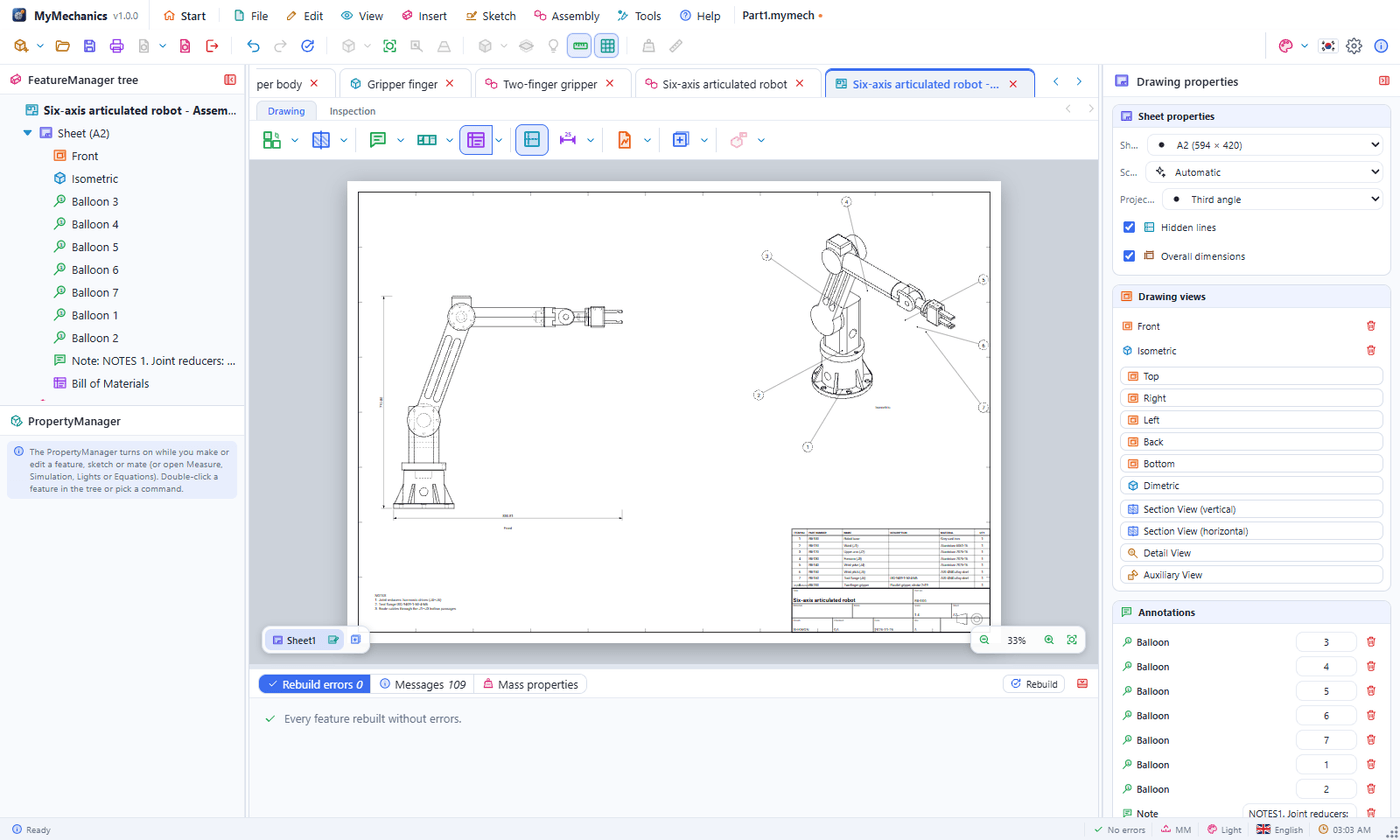 MyMechanics v1.0.0
Start
File
Edit
View
Insert
Sketch
Assembly
Tools
Help
Part1.mymech
FeatureManager tree
Six-axis articulated robot - Assem...
Sheet (A2)
Front
Isometric
Balloon 3
Balloon 4
Balloon 5
Balloon 6
Balloon 7
Balloon 1
Balloon 2
Note: NOTES 1. Joint reducers: ...
Bill of Materials
PropertyManager
The PropertyManager turns on while you make or
edit a feature, sketch or mate (or open Measure,
Simulation, Lights or Equations). Double-click a
feature in the tree or pick a command.
per body
Gripper finger
Two-finger gripper
Six-axis articulated robot
Six-axis articulated robot -...
Drawing
Inspection
25
4
3
2
1
Six-axis articulated robot
Sheet1
33%
Rebuild errors 0
Messages 109
Mass properties
Rebuild
Every feature rebuilt without errors.
Drawing properties
Sheet properties
Sh...
A2 (594 × 420)
Sc...
Automatic
Projec...
Third angle
Hidden lines
Overall dimensions
Drawing views
Front
Isometric
Top
Right
Left
Back
Bottom
Dimetric
Section View (vertical)
Section View (horizontal)
Detail View
Auxiliary View
Annotations
Balloon 3
Balloon 4
Balloon 5
Balloon 6
Balloon 7
Balloon 1
Balloon 2
Note NOTES1. Joint reducers:
Ready
No errors
MM
Light
English
03:03 AM